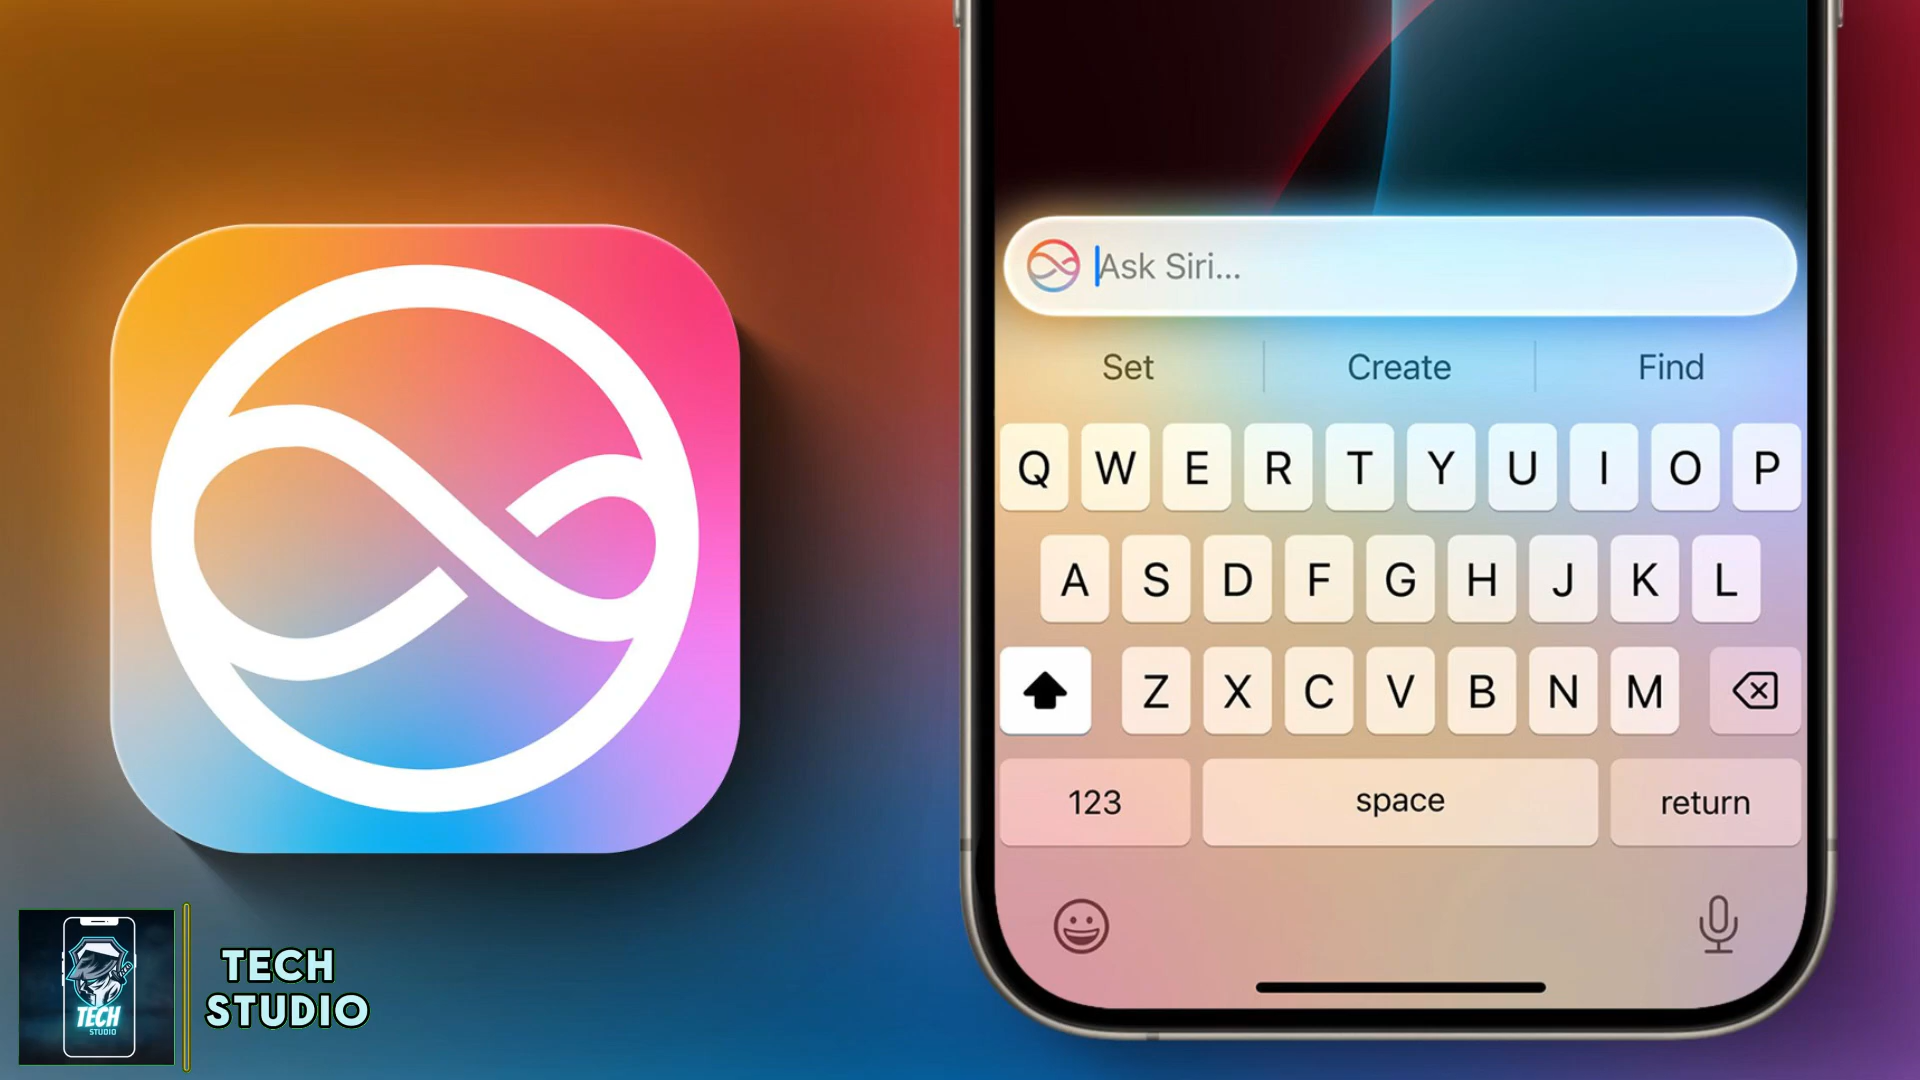 Ask Siri...
Set Create Find
Q W E R T Y U I O P
A S D F G H J K L
Z X C V B N M
123 space return
TECH
STUDIO
TECH
STUDIO